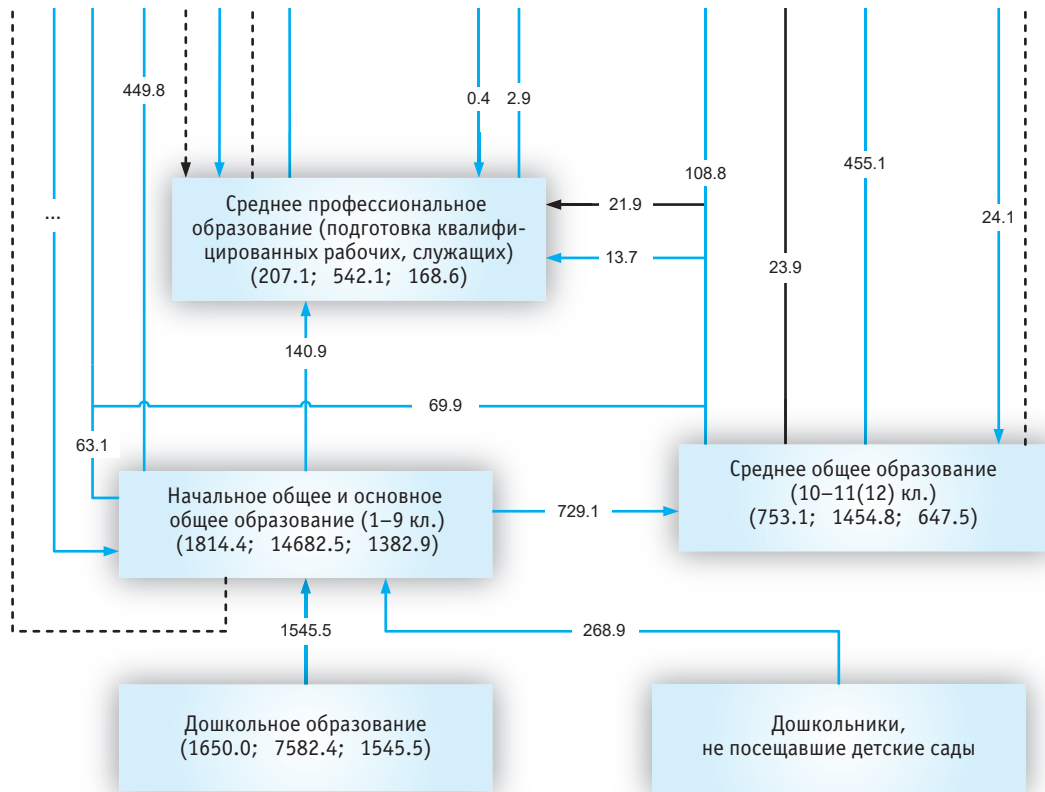 449.8
0.4
2.9
455.1
108.8
...
Среднее профессиональное
образование (подготовка квалифи-
цированных рабочих, служащих)
(207.1; 542.1; 168.6)
21.9
24.1
13.7
23.9
140.9
69.9
63.1
Начальное общее и основное
общее образование (1–9 кл.)
(1814.4; 14682.5; 1382.9)
729.1
Среднее общее образование
(10–11(12) кл.)
(753.1; 1454.8; 647.5)
1545.5
268.9
Дошкольное образование
(1650.0; 7582.4; 1545.5)
Дошкольники,
не посещавшие детские сады